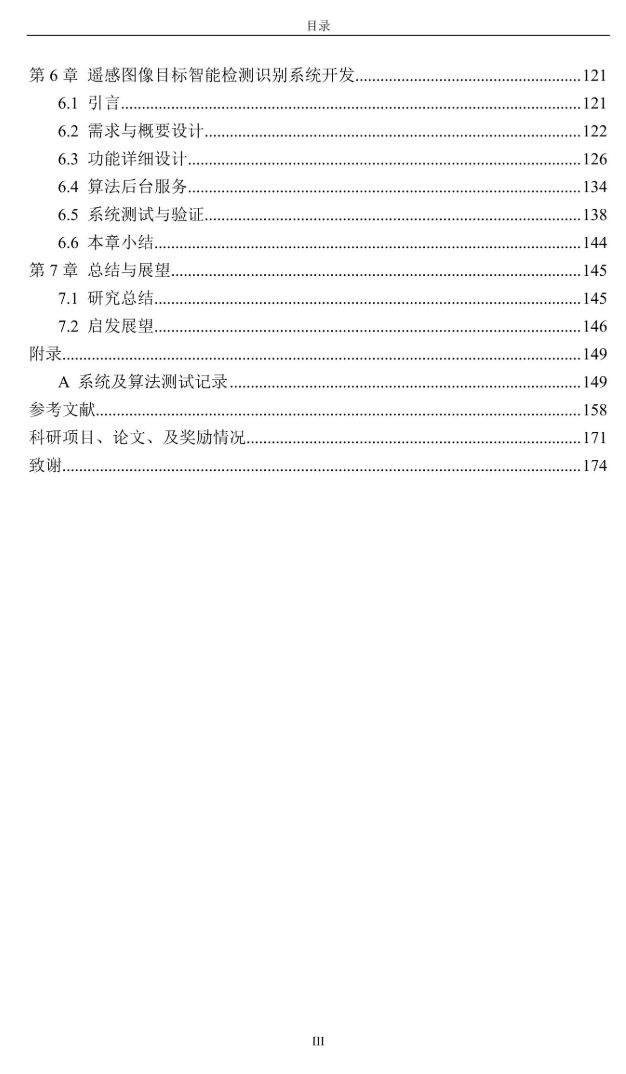 目录
第 6 章 遥感图像目标智能检测识别系统开发....................121
6.1 引言....................121
6.2 需求与概要设计....................122
6.3 功能详细设计....................126
6.4 算法后台服务....................134
6.5 系统测试与验证....................138
6.6 本章小结....................144
第 7 章 总结与展望....................145
7.1 研究总结....................145
7.2 启发展望....................146
附录....................149
A 系统及算法测试记录....................149
参考文献....................158
科研项目、论文、及奖励情况....................171
致谢....................174
III